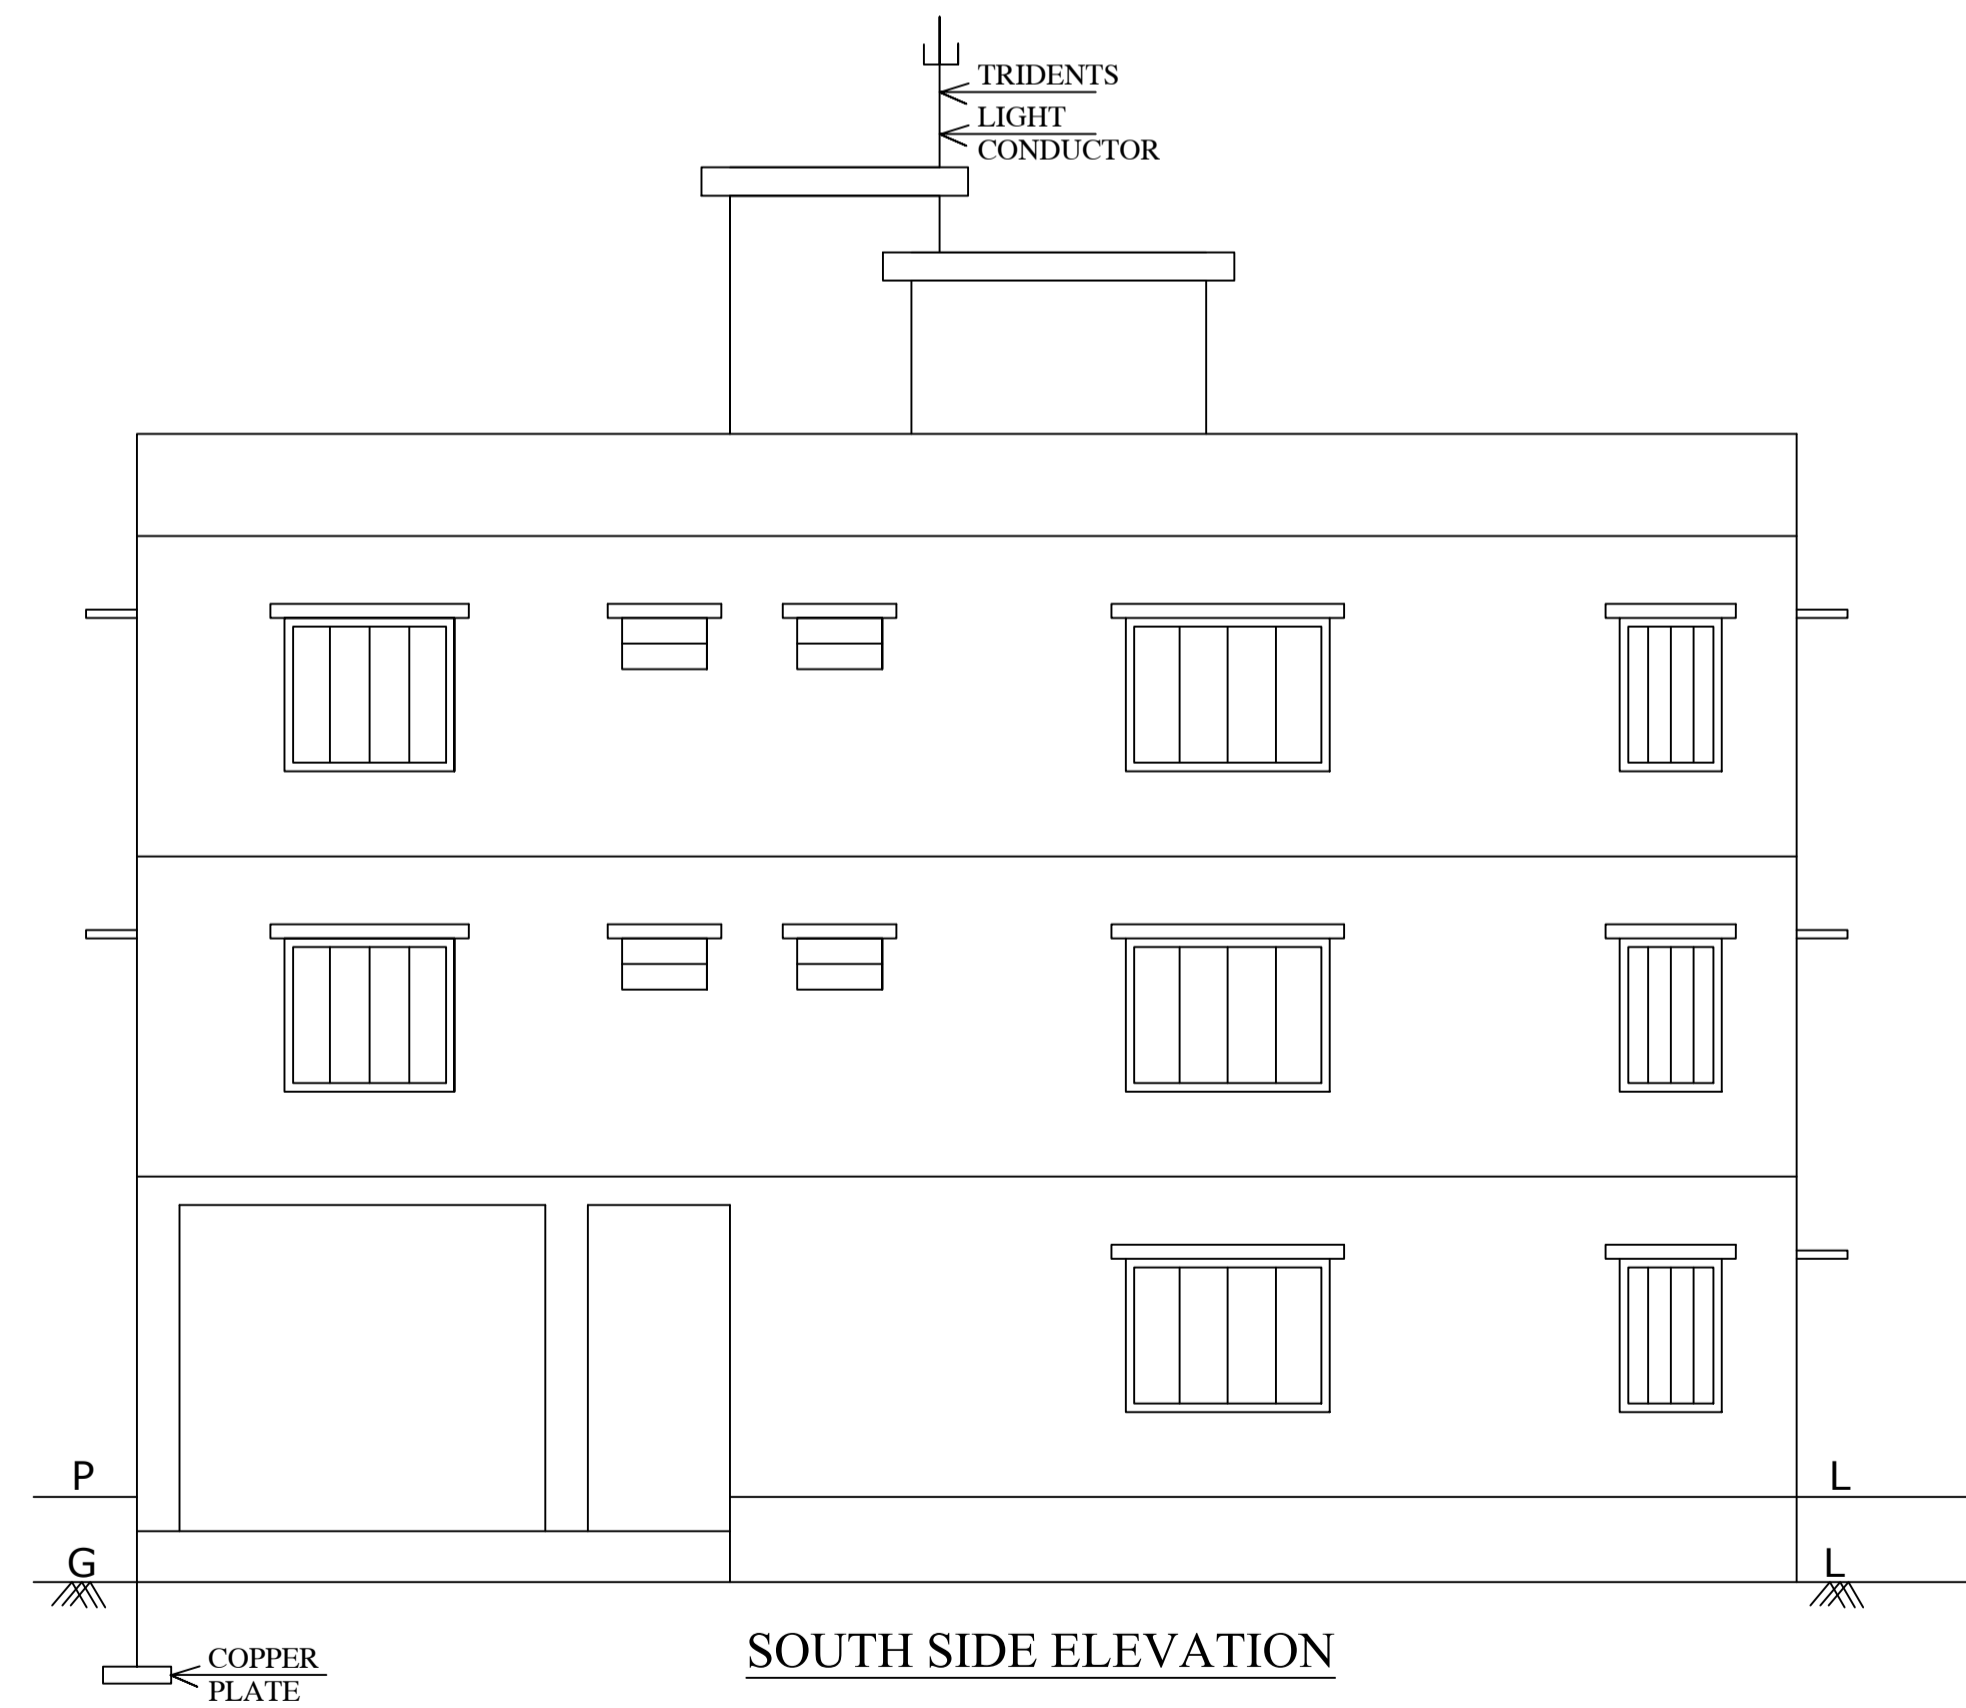 TRIDENTS
LIGHT
CONDUCTOR
P
L
G
L
SOUTH SIDE ELEVATION
COPPER
PLATE